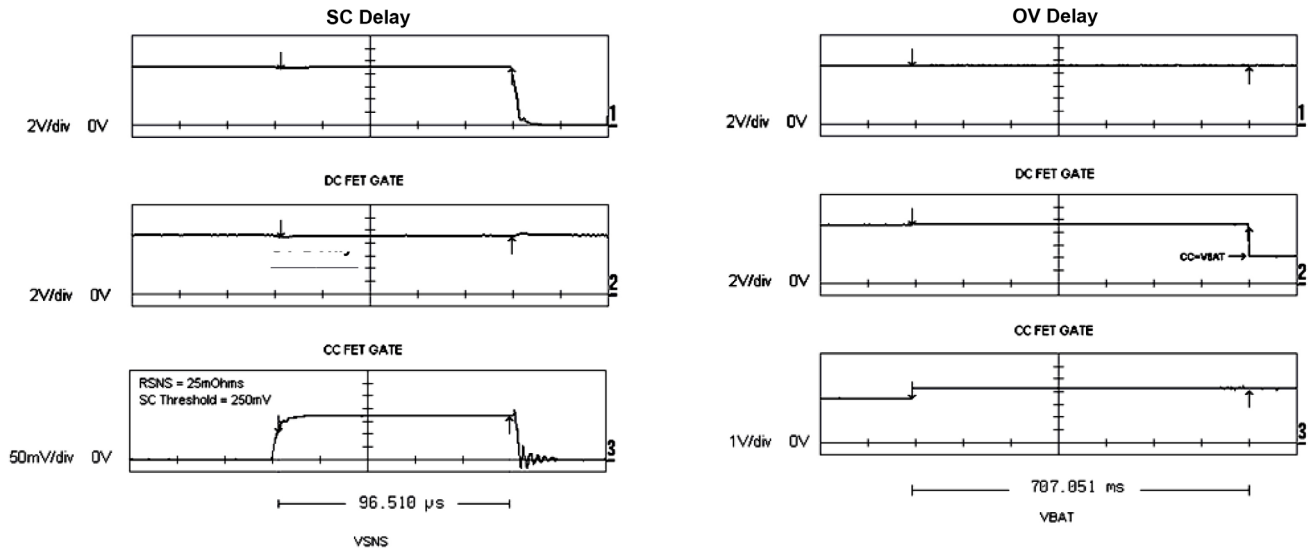 SC Delay
2V/div 0V
1
DC FET GATE
2V/div 0V
2
CC FET GATE
RSNS = 25mOhms
SC Threshold = 250mV
50mV/div 0V
3
96.510 µs
VSNS
OV Delay
2V/div 0V
1
DC FET GATE
CC=VBAT
2V/div 0V
2
CC FET GATE
1V/div 0V
3
707.051 ms
VBAT